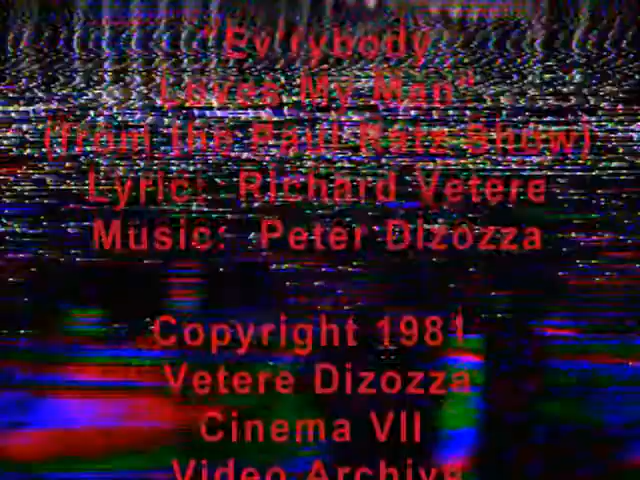 "Ev'rybody
Loves My Man"
(from the Paul Ratz Show)
Lyric: Richard Vetere
Music: Peter Dizozza
Copyright 1981
Vetere Dizozza
Cinema VII
Video Archive